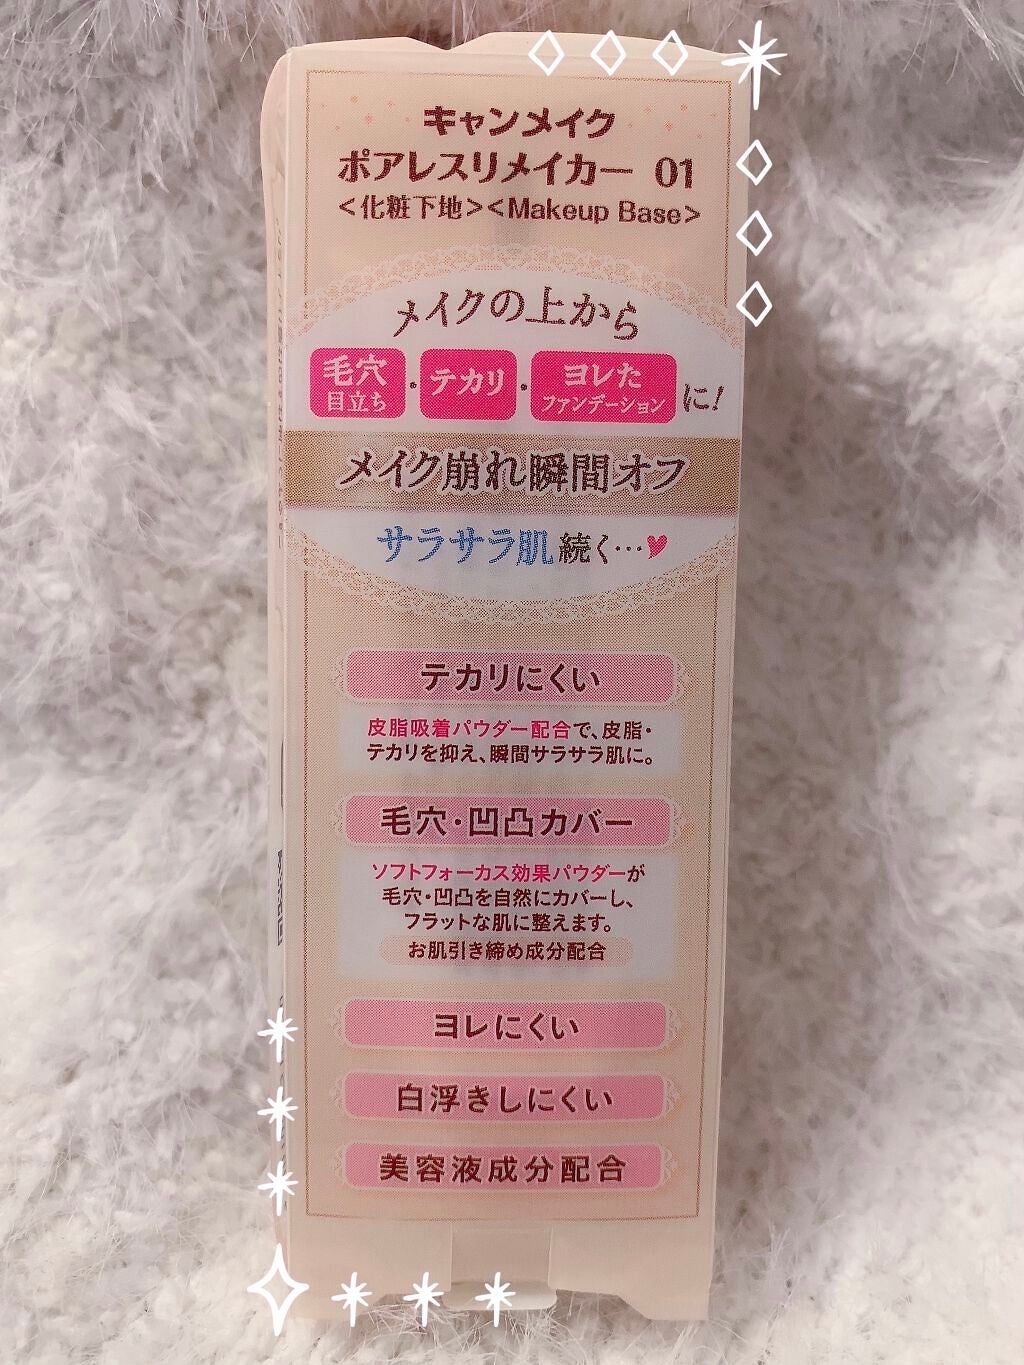 キャンメイク
ポアレスリメイカー 01
<化粧下地><Makeup Base>
メイクの上から
毛穴目立ち・テカリ・ヨレたファンデーションに!
メイク崩れ瞬間オフ
サラサラ肌続く…♥
テカリにくい
皮脂吸着パウダー配合で、皮脂・
テカリを抑え、瞬間サラサラ肌に。
毛穴・凹凸カバー
ソフトフォーカス効果パウダーが
毛穴・凹凸を自然にカバーし、
フラットな肌に整えます。
お肌引き締め成分配合
ヨレにくい
白浮きしにくい
美容液成分配合